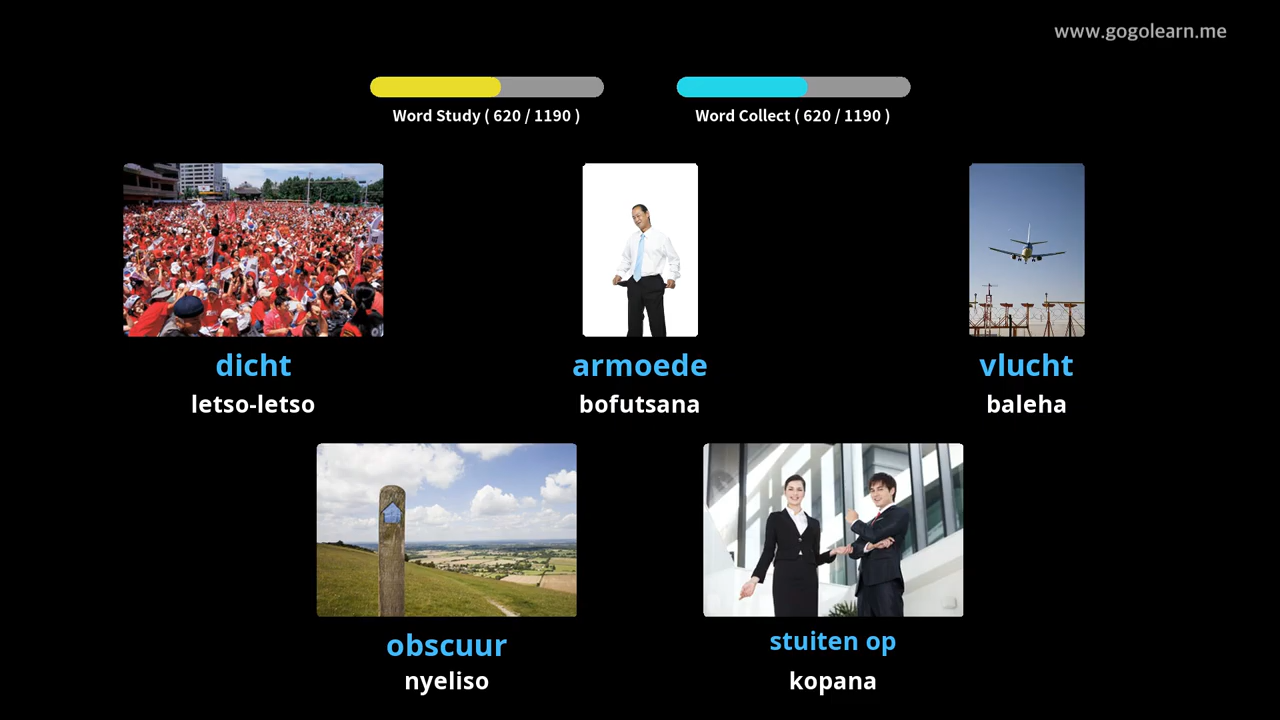 www.gogolearn.me
Word Study ( 620 / 1190 )
Word Collect ( 620 / 1190 )
dicht
letso-letso
armoede
bofutsana
vlucht
baleha
obscuur
nyeliso
stuiten op
kopana